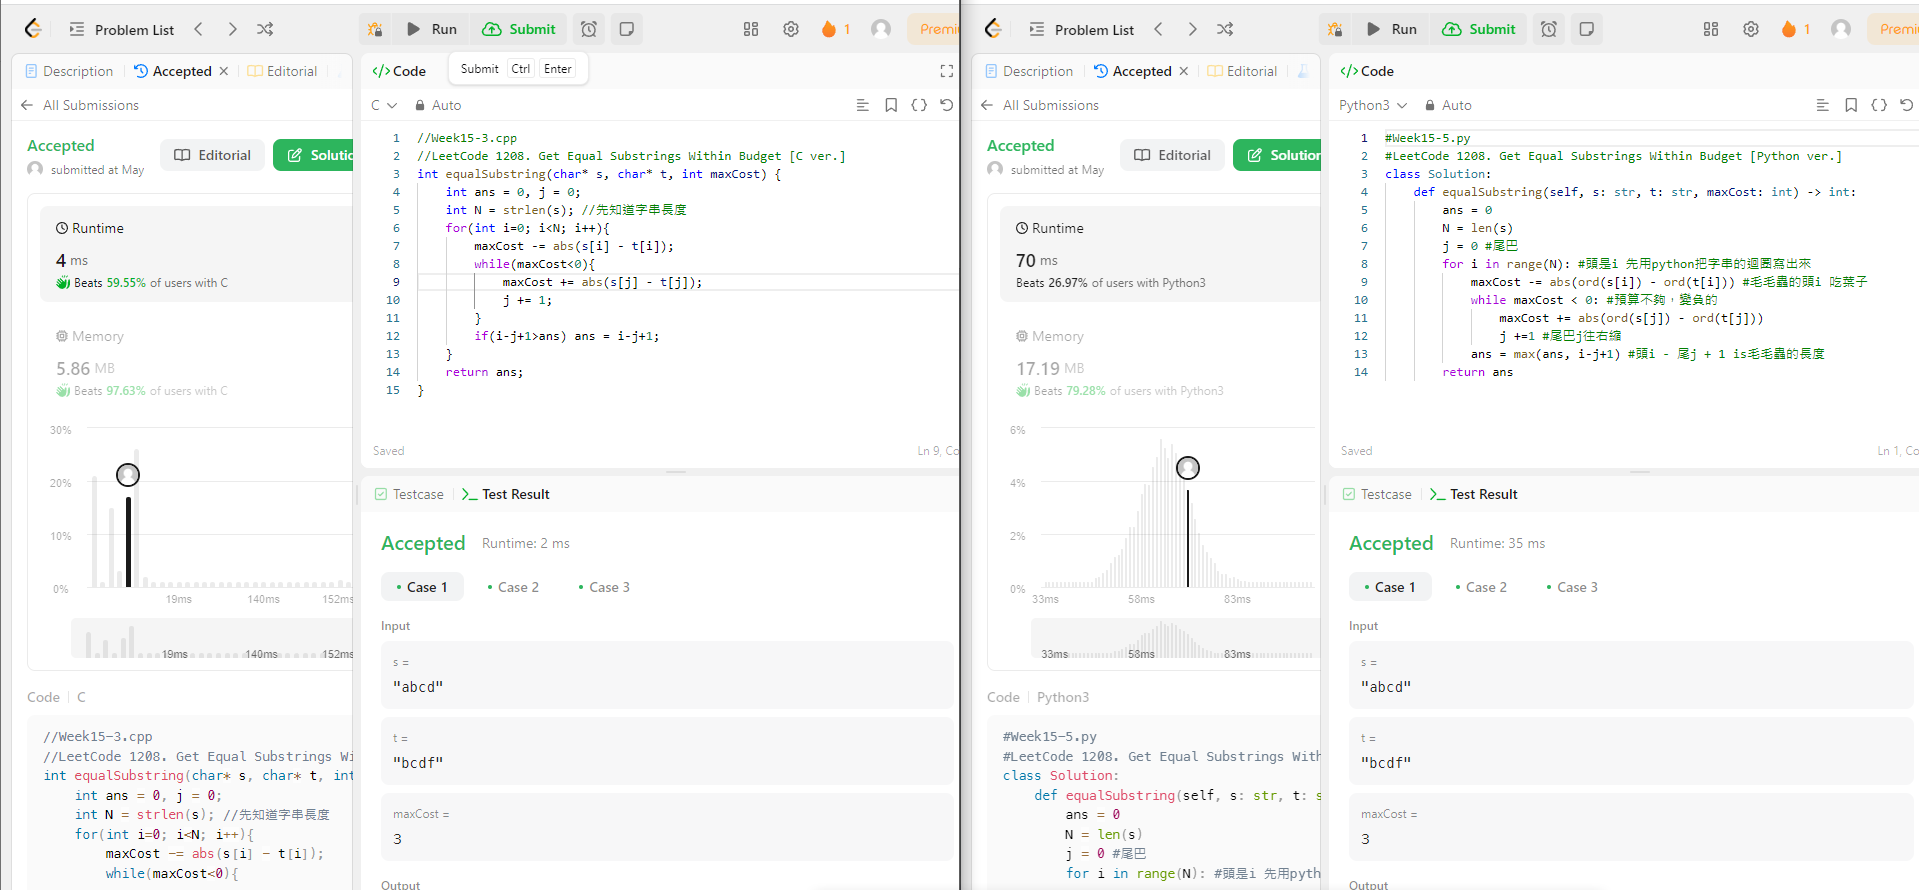 Problem List
Run
Submit
1
Premi
Description
Accepted
Editorial
Code
Submit Ctrl Enter
All Submissions
C
Auto
Accepted
submitted at May
Editorial
Solutio
Runtime
4 ms
Beats 59.55% of users with C
Memory
5.86 MB
Beats 97.63% of users with C
30%
20%
10%
0%
19ms 140ms 152ms
19ms 140ms 152ms
Code C
//Week15-3.cpp
//LeetCode 1208. Get Equal Substrings Wi
int equalSubstring(char* s, char* t, int
int ans = 0, j = 0;
int N = strlen(s); //先知道字串長度
for(int i=0; i<N; i++){
maxCost -= abs(s[i] - t[i]);
while(maxCost<0){
1 //Week15-3.cpp
2 //LeetCode 1208. Get Equal Substrings Within Budget [C ver.]
3 int equalSubstring(char* s, char* t, int maxCost) {
4 int ans = 0, j = 0;
5 int N = strlen(s); //先知道字串長度
6 for(int i=0; i<N; i++){
7 maxCost -= abs(s[i] - t[i]);
8 while(maxCost<0){
9 maxCost += abs(s[j] - t[j]);
10 j += 1;
11 }
12 if(i-j+1>ans) ans = i-j+1;
13 }
14 return ans;
15 }
Saved
Ln 9, Co
Testcase
Test Result
Accepted Runtime: 2 ms
Case 1
Case 2
Case 3
Input
s =
"abcd"
t =
"bcdf"
maxCost =
3
Output
Problem List
Run
Submit
1
Premi
Description
Accepted
Editorial
Code
All Submissions
Python3
Auto
Accepted
submitted at May
Editorial
Solution
Runtime
70 ms
Beats 26.97% of users with Python3
Memory
17.19 MB
Beats 79.28% of users with Python3
6%
4%
2%
0%
33ms 58ms 83ms
33ms 58ms 83ms
Code Python3
#Week15-5.py
#LeetCode 1208. Get Equal Substrings With
class Solution:
def equalSubstring(self, s: str, t: s
ans = 0
N = len(s)
j = 0 #尾巴
for i in range(N): #頭是i 先用pyth
1 #Week15-5.py
2 #LeetCode 1208. Get Equal Substrings Within Budget [Python ver.]
3 class Solution:
4 def equalSubstring(self, s: str, t: str, maxCost: int) -> int:
5 ans = 0
6 N = len(s)
7 j = 0 #尾巴
8 for i in range(N): #頭是i 先用python把字串的迴圈寫出來
9 maxCost -= abs(ord(s[i]) - ord(t[i])) #毛毛蟲的頭i 吃葉子
10 while maxCost < 0: #預算不夠，變負的
11 maxCost += abs(ord(s[j]) - ord(t[j]))
12 j +=1 #尾巴j往右縮
13 ans = max(ans, i-j+1) #頭i - 尾j + 1 is毛毛蟲的長度
14 return ans
Saved
Ln 1, Co
Testcase
Test Result
Accepted Runtime: 35 ms
Case 1
Case 2
Case 3
Input
s =
"abcd"
t =
"bcdf"
maxCost =
3
Output